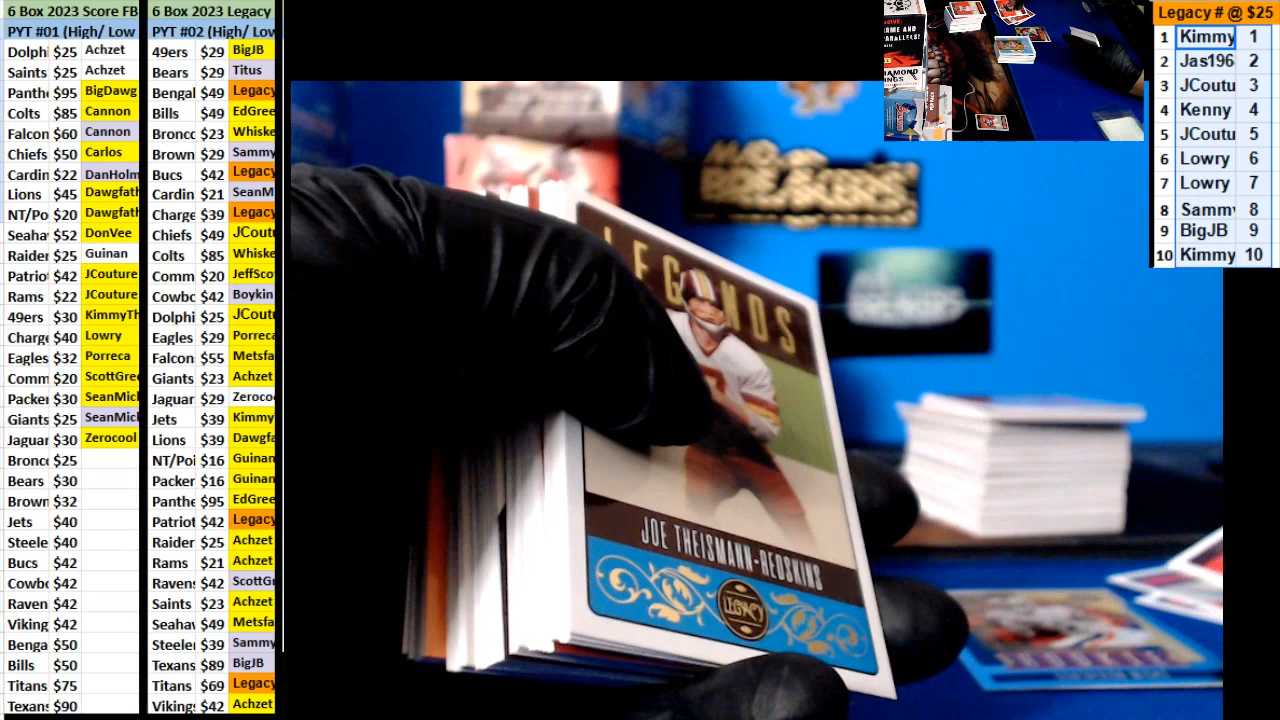 6 Box 2023 Score FB
PYT #01 (High/ Low
Dolph $25 Achzet
Saints $25 Achzet
Panthe $95 BigDawg
Colts $85 Cannon
Falcon $60 Cannon
Chiefs $50 Carlos
Cardin $22 DanHolm
Lions $45 Dawgfath
NT/Po $20 Dawgfath
Seaha $52 DonVee
Raider $25 Guinan
Patriot $42 JCouture
Rams $22 JCouture
49ers $30 KimmyTh
Charge $40 Lowry
Eagles $32 Porreca
Comm $20 ScottGree
Packer $30 SeanMich
Giants $25 SeanMich
Jaguar $30 Zerocool
Bronc $25
Bears $30
Brown $32
Jets $40
Steele $40
Bucs $42
Cowbo $42
Raven $42
Viking $42
Benga $50
Bills $50
Titans $75
Texans $90
6 Box 2023 Legacy
PYT #02 (High/ Low
49ers $29 BigJB
Bears $29 Titus
Bengal $49 Legacy
Bills $49 EdGree
Bronco $23 Whiske
Brown $29 Sammy
Bucs $42 Legacy
Cardin $21 SeanM
Charge $39 Legacy
Chiefs $49 JCoutu
Colts $85 Whiske
Comm $20 JeffSco
Cowbo $42 Boykin
Dolphi $25 JCoutu
Eagles $29 Porreca
Falcon $55 Metsfa
Giants $23 Achzet
Jaguar $29 Zeroco
Jets $39 Kimmy
Lions $39 Dawgfa
NT/Poi $16 Guinan
Packer $16 Guinan
Panthe $95 EdGree
Patriot $42 Legacy
Raider $25 Achzet
Rams $21 Achzet
Ravens $42 ScottGr
Saints $23 Achzet
Seahaw $49 Metsfa
Steeler $39 Sammy
Texans $89 BigJB
Titans $69 Legacy
Vikings $42 Achzet
LEGENDS
JOE THEISMANN-REDSKINS
LEGACY
Legacy # @ $25
1 Kimmy 1
2 Jas196 2
3 JCoutu 3
4 Kenny 4
5 JCoutu 5
6 Lowry 6
7 Lowry 7
8 Sammy 8
9 BigJB 9
10 Kimmy 10